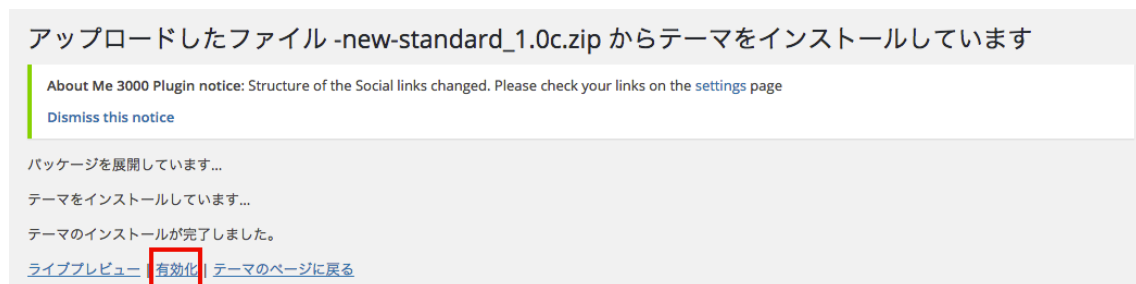 アップロードしたファイル -new-standard_1.0c.zip からテーマをインストールしています
About Me 3000 Plugin notice: Structure of the Social links changed. Please check your links on the settings page
Dismiss this notice
パッケージを展開しています...
テーマをインストールしています...
テーマのインストールが完了しました。
ライブプレビュー | 有効化 | テーマのページに戻る